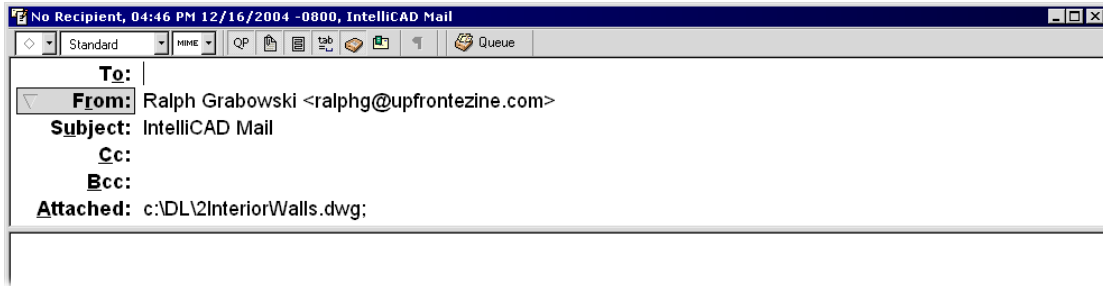 No Recipient, 04:46 PM 12/16/2004 -0800, IntelliCAD Mail
Standard MIME QP tab Queue
To:
From: Ralph Grabowski <ralphg@upfrontezine.com>
Subject: IntelliCAD Mail
Cc:
Bcc:
Attached: c:\DL\2InteriorWalls.dwg;